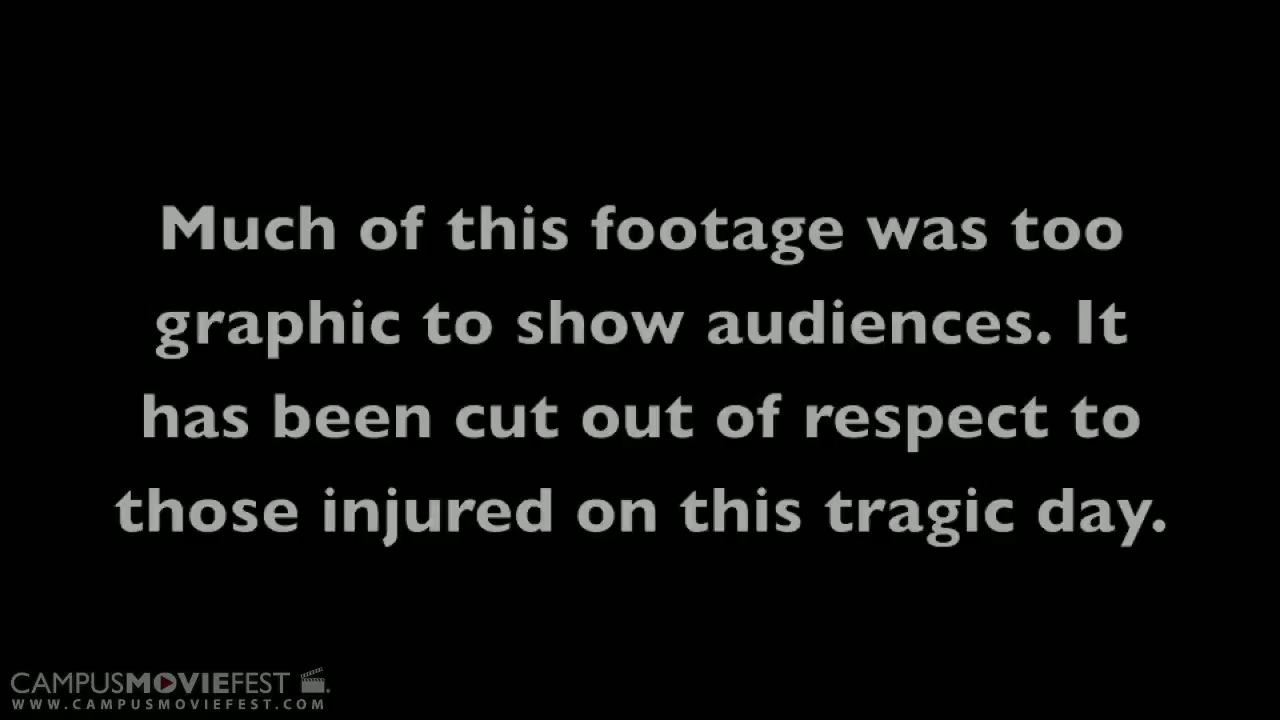 Much of this footage was too
graphic to show audiences. It
has been cut out of respect to
those injured on this tragic day.
CAMPUSMOVIEFEST
WWW.CAMPUSMOVIEFEST.COM